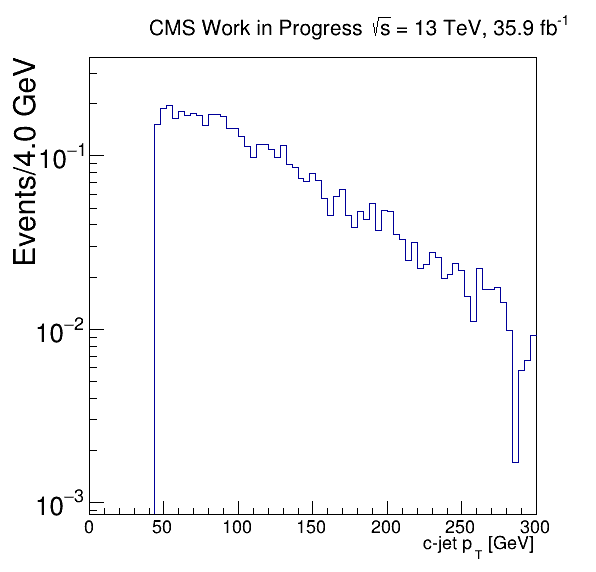 CMS Work in Progress √s = 13 TeV, 35.9 fb⁻¹
Events/4.0 GeV
10⁻¹
10⁻²
10⁻³
0 50 100 150 200 250 300
c-jet p_T [GeV]